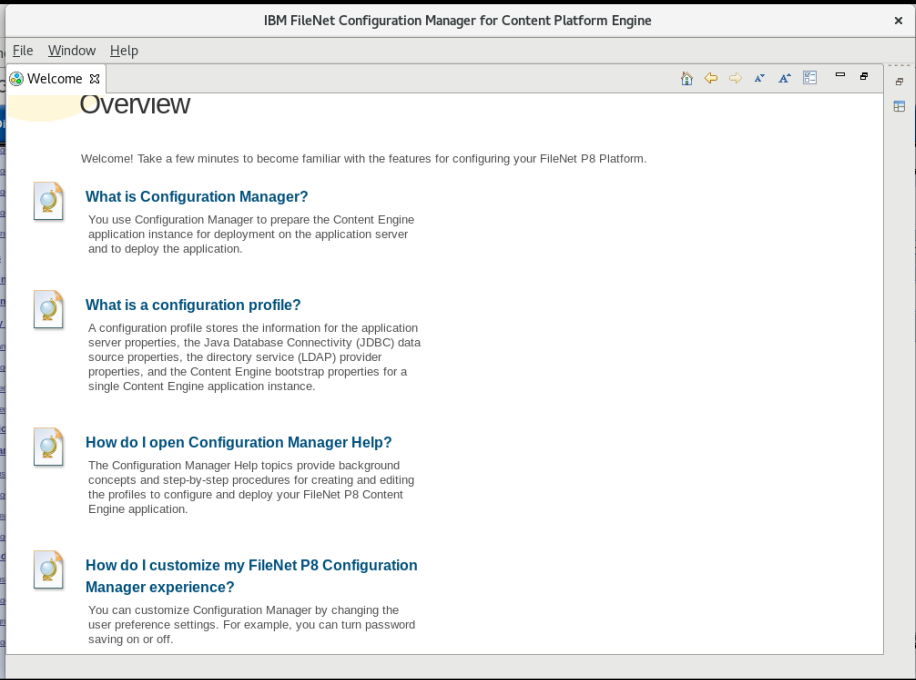 IBM FileNet Configuration Manager for Content Platform Engine
File Window Help
Welcome
Overview
Welcome! Take a few minutes to become familiar with the features for configuring your FileNet P8 Platform.
What is Configuration Manager?
You use Configuration Manager to prepare the Content Engine
application instance for deployment on the application server
and to deploy the application.
What is a configuration profile?
A configuration profile stores the information for the application
server properties, the Java Database Connectivity (JDBC) data
source properties, the directory service (LDAP) provider
properties, and the Content Engine bootstrap properties for a
single Content Engine application instance.
How do I open Configuration Manager Help?
The Configuration Manager Help topics provide background
concepts and step-by-step procedures for creating and editing
the profiles to configure and deploy your FileNet P8 Content
Engine application.
How do I customize my FileNet P8 Configuration
Manager experience?
You can customize Configuration Manager by changing the
user preference settings. For example, you can turn password
saving on or off.